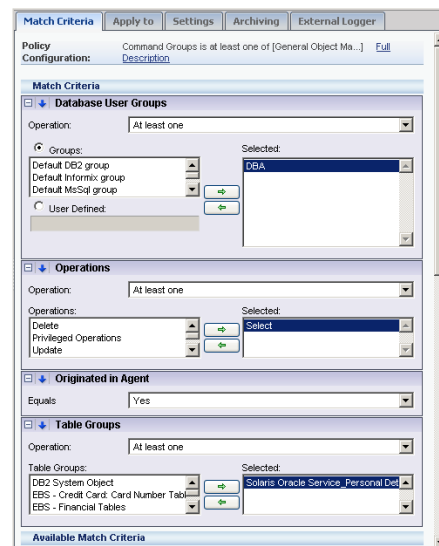 Match Criteria Apply to Settings Archiving External Logger
Policy Configuration: Command Groups is at least one of [General Object Ma...] Full Description
Match Criteria
Database User Groups
Operation: At least one
Groups: Selected:
Default DB2 group DBA
Default Informix group
Default MsSql group
User Defined:
Operations
Operation: At least one
Operations: Selected:
Delete Select
Privileged Operations
Update
Originated in Agent
Equals Yes
Table Groups
Operation: At least one
Table Groups: Selected:
DB2 System Object Solaris Oracle Service_Personal Det
EBS - Credit Card: Card Number Tabl
EBS - Financial Tables
Available Match Criteria